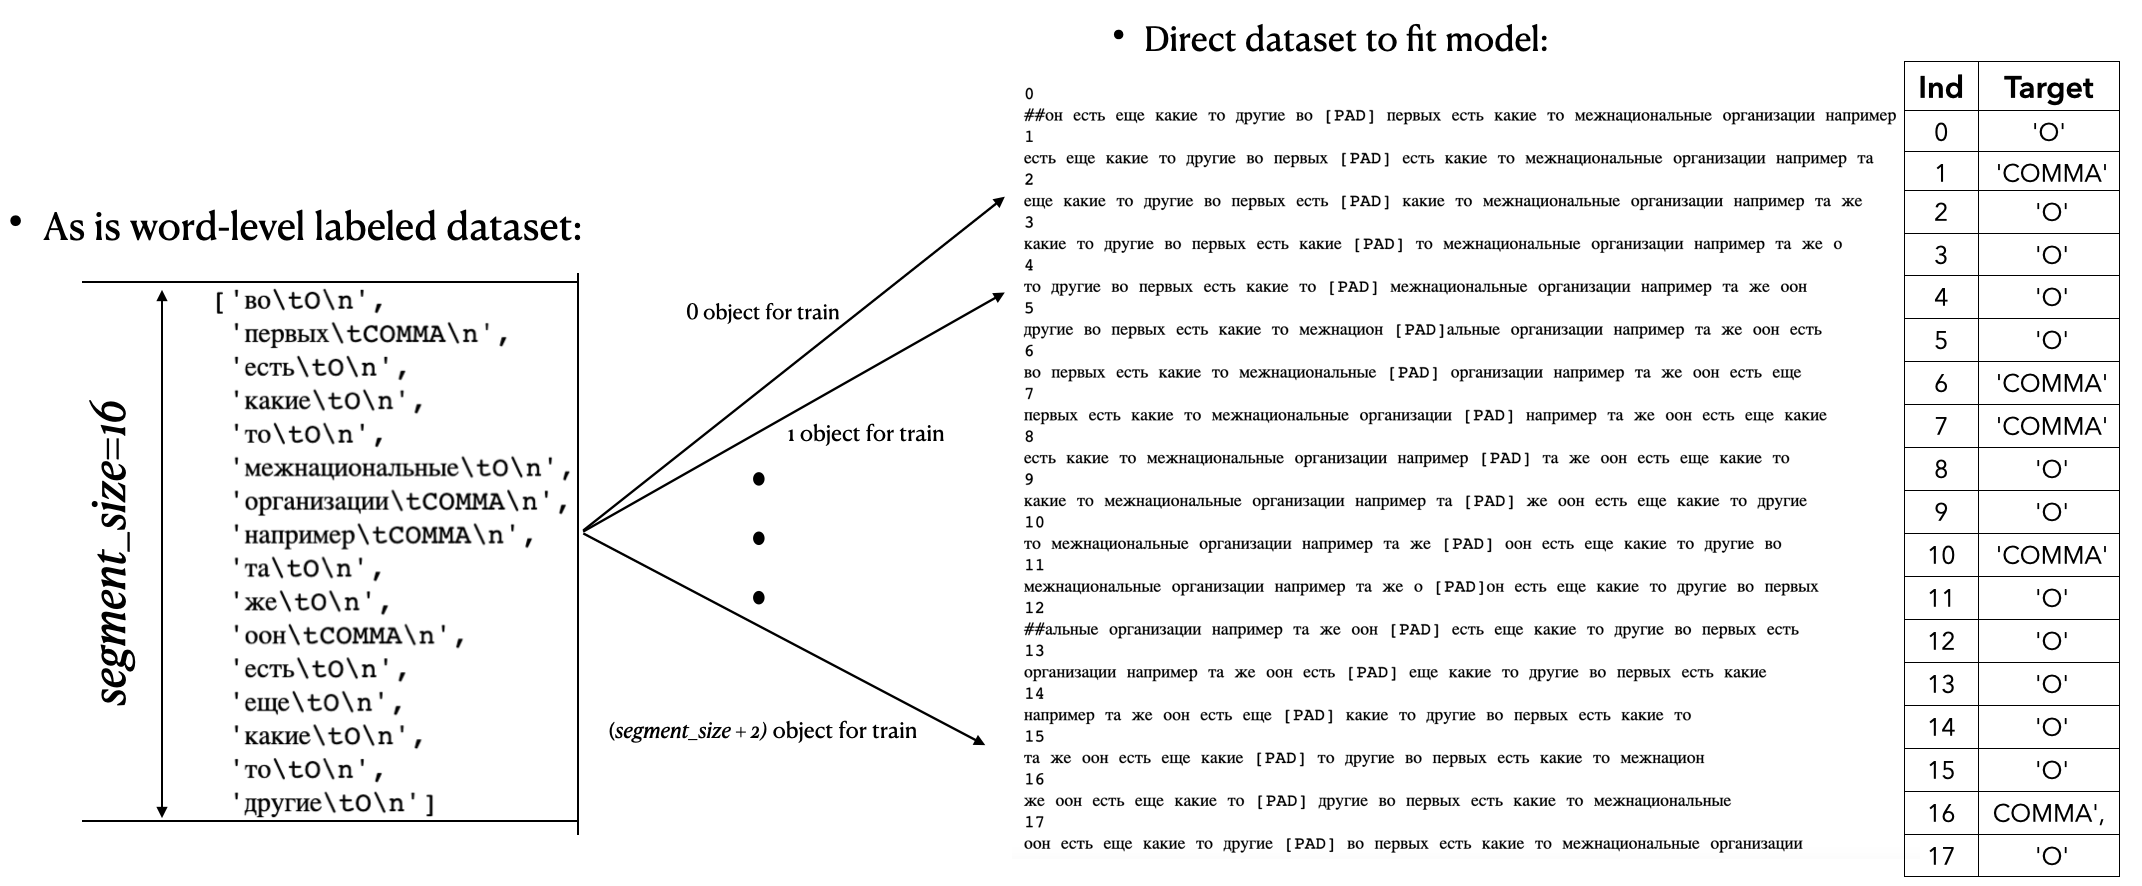 • As is word-level labeled dataset:
segment_size=16
['во\tO\n',
'первых\tCOMMA\n',
'есть\tO\n',
'какие\tO\n',
'то\tO\n',
'межнациональные\tO\n',
'организации\tCOMMA\n',
'например\tCOMMA\n',
'та\tO\n',
'же\tO\n',
'оон\tCOMMA\n',
'есть\tO\n',
'еще\tO\n',
'какие\tO\n',
'то\tO\n',
'другие\tO\n']
0 object for train
1 object for train
(segment_size + 2) object for train
• Direct dataset to fit model:
0
##он есть еще какие то другие во [PAD] первых есть какие то межнациональные организации например
1
есть еще какие то другие во первых [PAD] есть какие то межнациональные организации например та
2
еще какие то другие во первых есть [PAD] какие то межнациональные организации например та же
3
какие то другие во первых есть какие [PAD] то межнациональные организации например та же о
4
то другие во первых есть какие то [PAD] межнациональные организации например та же оон
5
другие во первых есть какие то межнацион [PAD]альные организации например та же оон есть
6
во первых есть какие то межнациональные [PAD] организации например та же оон есть еще
7
первых есть какие то межнациональные организации [PAD] например та же оон есть еще какие
8
есть какие то межнациональные организации например [PAD] та же оон есть еще какие то
9
какие то межнациональные организации например та [PAD] же оон есть еще какие то другие
10
то межнациональные организации например та же [PAD] оон есть еще какие то другие во
11
межнациональные организации например та же о [PAD]он есть еще какие то другие во первых
12
##альные организации например та же оон [PAD] есть еще какие то другие во первых есть
13
организации например та же оон есть [PAD] еще какие то другие во первых есть какие
14
например та же оон есть еще [PAD] какие то другие во первых есть какие то
15
та же оон есть еще какие [PAD] то другие во первых есть какие то межнацион
16
же оон есть еще какие то [PAD] другие во первых есть какие то межнациональные
17
оон есть еще какие то другие [PAD] во первых есть какие то межнациональные организации
Ind Target
0 'O'
1 'COMMA'
2 'O'
3 'O'
4 'O'
5 'O'
6 'COMMA'
7 'COMMA'
8 'O'
9 'O'
10 'COMMA'
11 'O'
12 'O'
13 'O'
14 'O'
15 'O'
16 COMMA',
17 'O'